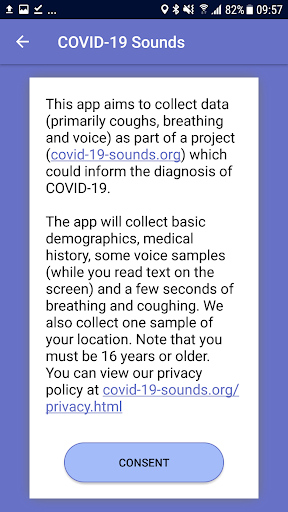 82% 09:57
COVID-19 Sounds
This app aims to collect data
(primarily coughs, breathing
and voice) as part of a project
(covid-19-sounds.org) which
could inform the diagnosis of
COVID-19.
The app will collect basic
demographics, medical
history, some voice samples
(while you read text on the
screen) and a few seconds of
breathing and coughing. We
also collect one sample of
your location. Note that you
must be 16 years or older.
You can view our privacy
policy at covid-19-sounds.org/
privacy.html
CONSENT